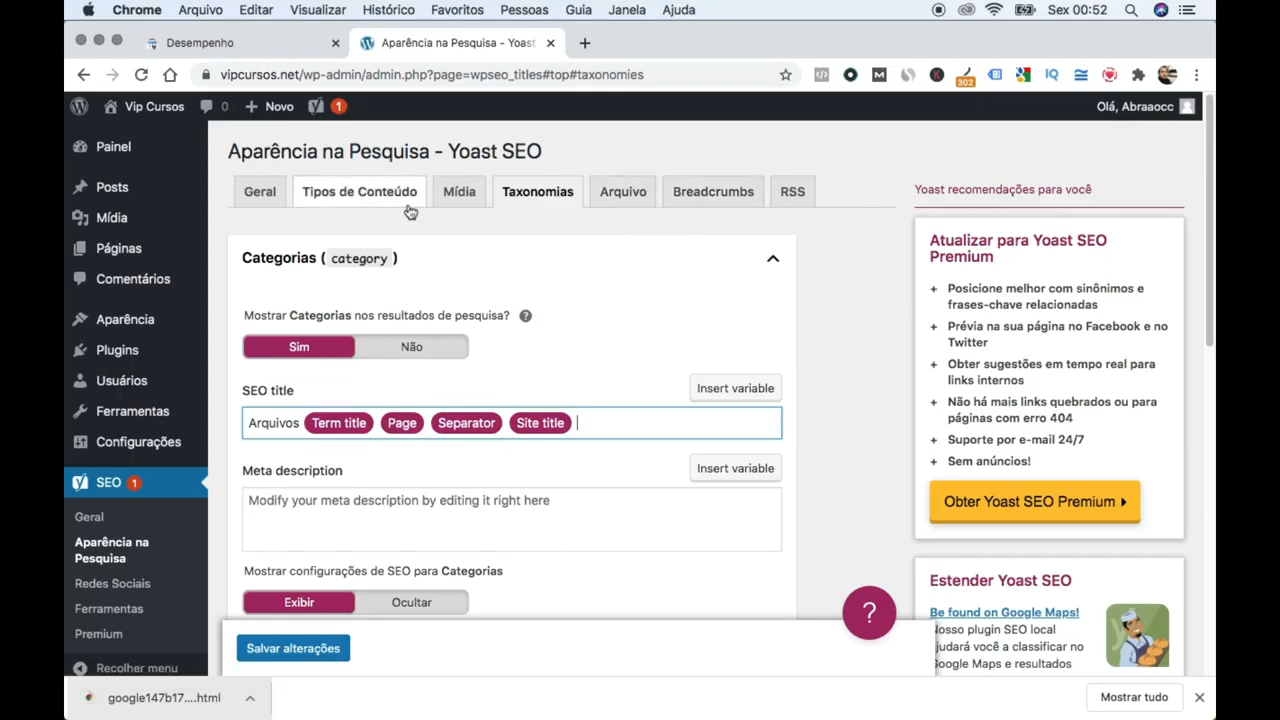 Chrome Arquivo Editar Visualizar Histórico Favoritos Pessoas Guia Janela Ajuda Sex 00:52
Desempenho
Aparência na Pesquisa - Yoast
vipcursos.net/wp-admin/admin.php?page=wpseo_titles#top#taxonomies
302
Vip Cursos 0 Novo 1 Olá, Abraaocc
Painel
Posts
Mídia
Páginas
Comentários
Aparência
Plugins
Usuários
Ferramentas
Configurações
SEO 1
Geral
Aparência na
Pesquisa
Redes Sociais
Ferramentas
Premium
Recolher menu
Aparência na Pesquisa - Yoast SEO
Geral Tipos de Conteúdo Mídia Taxonomias Arquivo Breadcrumbs RSS
Categorias ( category )
Mostrar Categorias nos resultados de pesquisa? ?
Sim Não
SEO title Insert variable
Arquivos Term title Page Separator Site title
Meta description Insert variable
Modify your meta description by editing it right here
Mostrar configurações de SEO para Categorias
Exibir Ocultar
Salvar alterações
?
Yoast recomendações para você
Atualizar para Yoast SEO
Premium
+ Posicione melhor com sinônimos e
frases-chave relacionadas
+ Prévia na sua página no Facebook e no
Twitter
+ Obter sugestões em tempo real para
links internos
+ Não há mais links quebrados ou para
páginas com erro 404
+ Suporte por e-mail 24/7
+ Sem anúncios!
Obter Yoast SEO Premium
Estender Yoast SEO
Be found on Google Maps!
Nosso plugin SEO local
ajudará você a classificar no
Google Maps e resultados
google147b17....html
Mostrar tudo